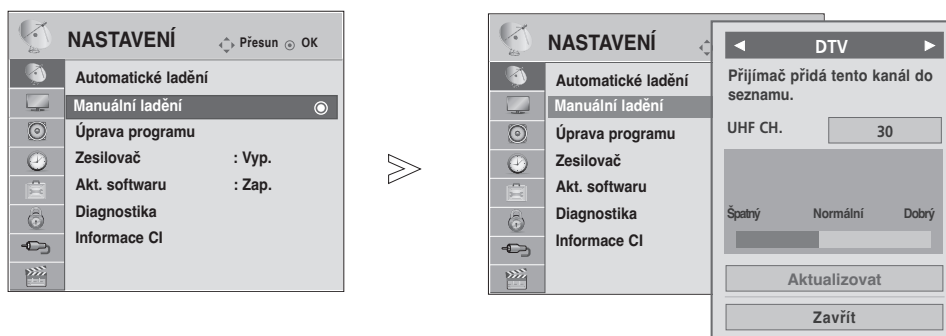 NASTAVENÍ Přesun OK
Automatické ladění
Manuální ladění
Úprava programu
Zesilovač : Vyp.
Akt. softwaru : Zap.
Diagnostika
Informace CI
NASTAVENÍ
Automatické ladění
Manuální ladění
Úprava programu
Zesilovač
Akt. softwaru
Diagnostika
Informace CI
DTV
Přijímač přidá tento kanál do
seznamu.
UHF CH. 30
Špatný Normální Dobrý
Aktualizovat
Zavřít